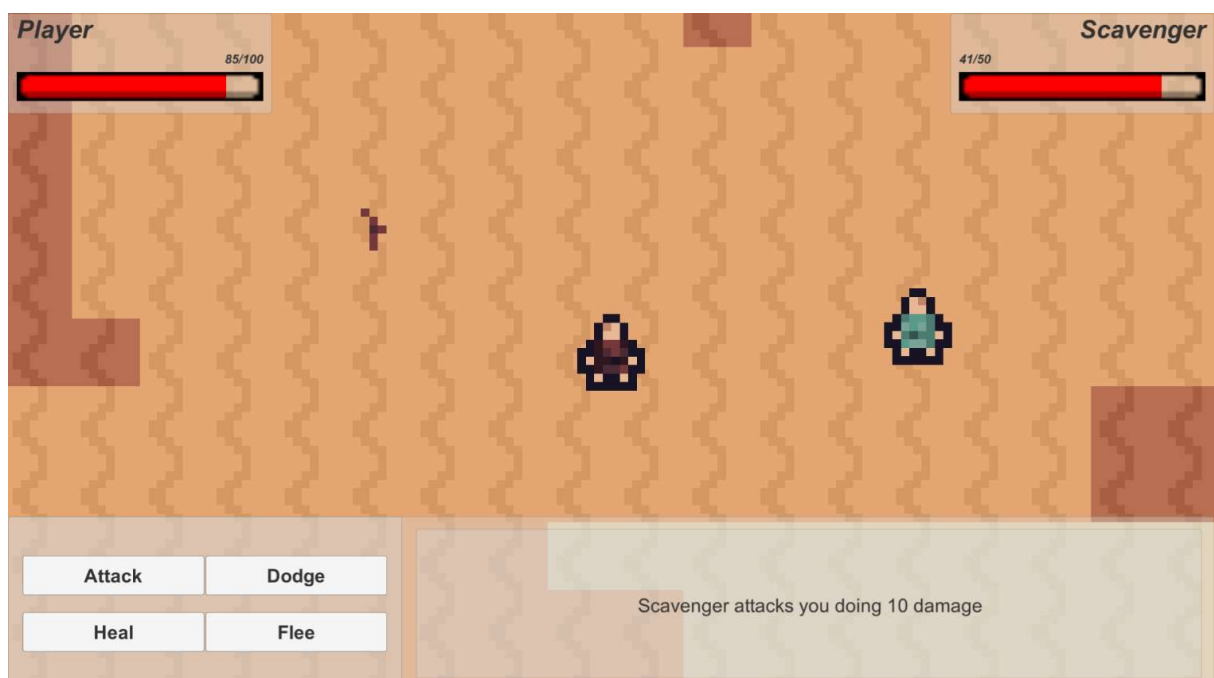 Player
85/100
Scavenger
41/50
Attack
Dodge
Heal
Flee
Scavenger attacks you doing 10 damage